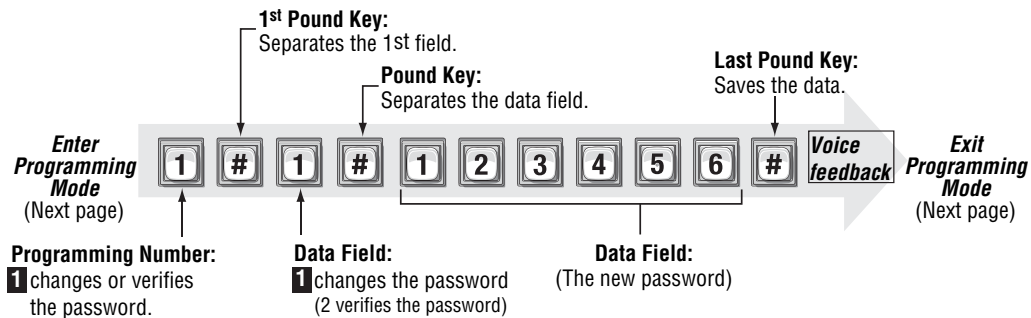 1st Pound Key:
Separates the 1st field.
Pound Key:
Separates the data field.
Last Pound Key:
Saves the data.
Enter
Programming
Mode
(Next page)
1 # 1 # 1 2 3 4 5 6 #
Voice
feedback
Exit
Programming
Mode
(Next page)
Programming Number:
1 changes or verifies
the password.
Data Field:
1 changes the password
(2 verifies the password)
Data Field:
(The new password)